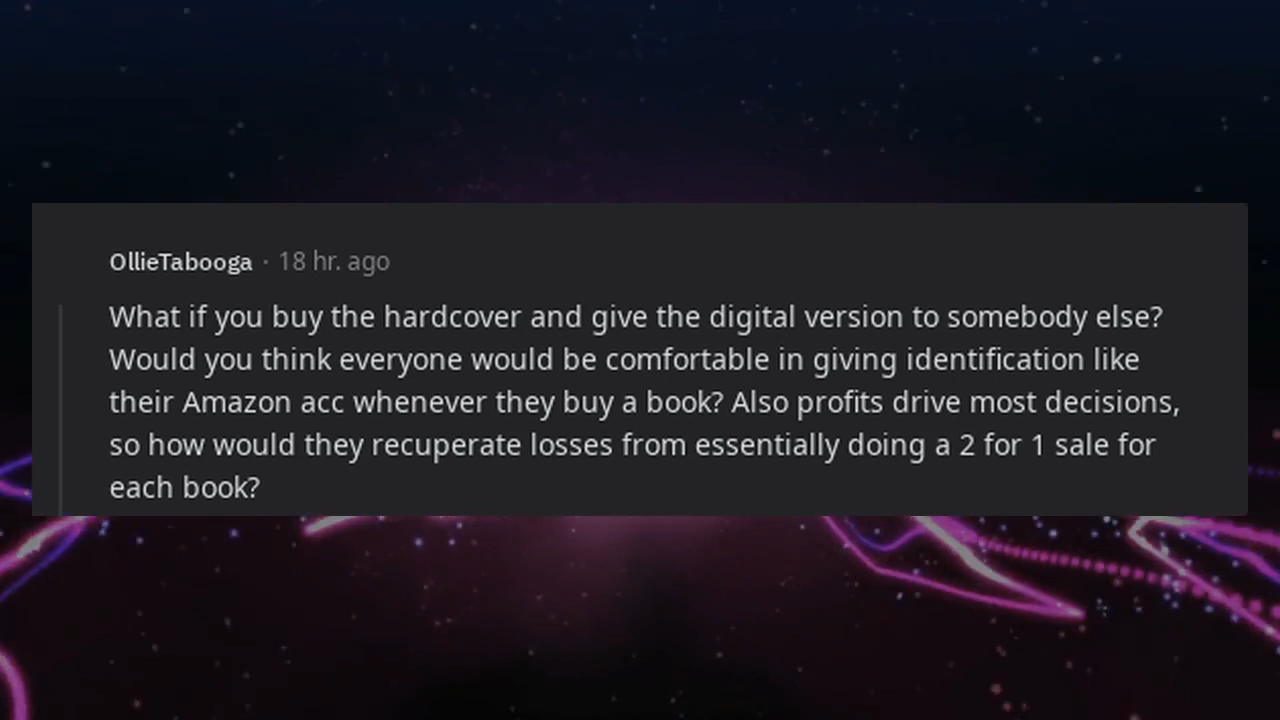 OllieTabooga · 18 hr. ago
What if you buy the hardcover and give the digital version to somebody else?
Would you think everyone would be comfortable in giving identification like
their Amazon acc whenever they buy a book? Also profits drive most decisions,
so how would they recuperate losses from essentially doing a 2 for 1 sale for
each book?